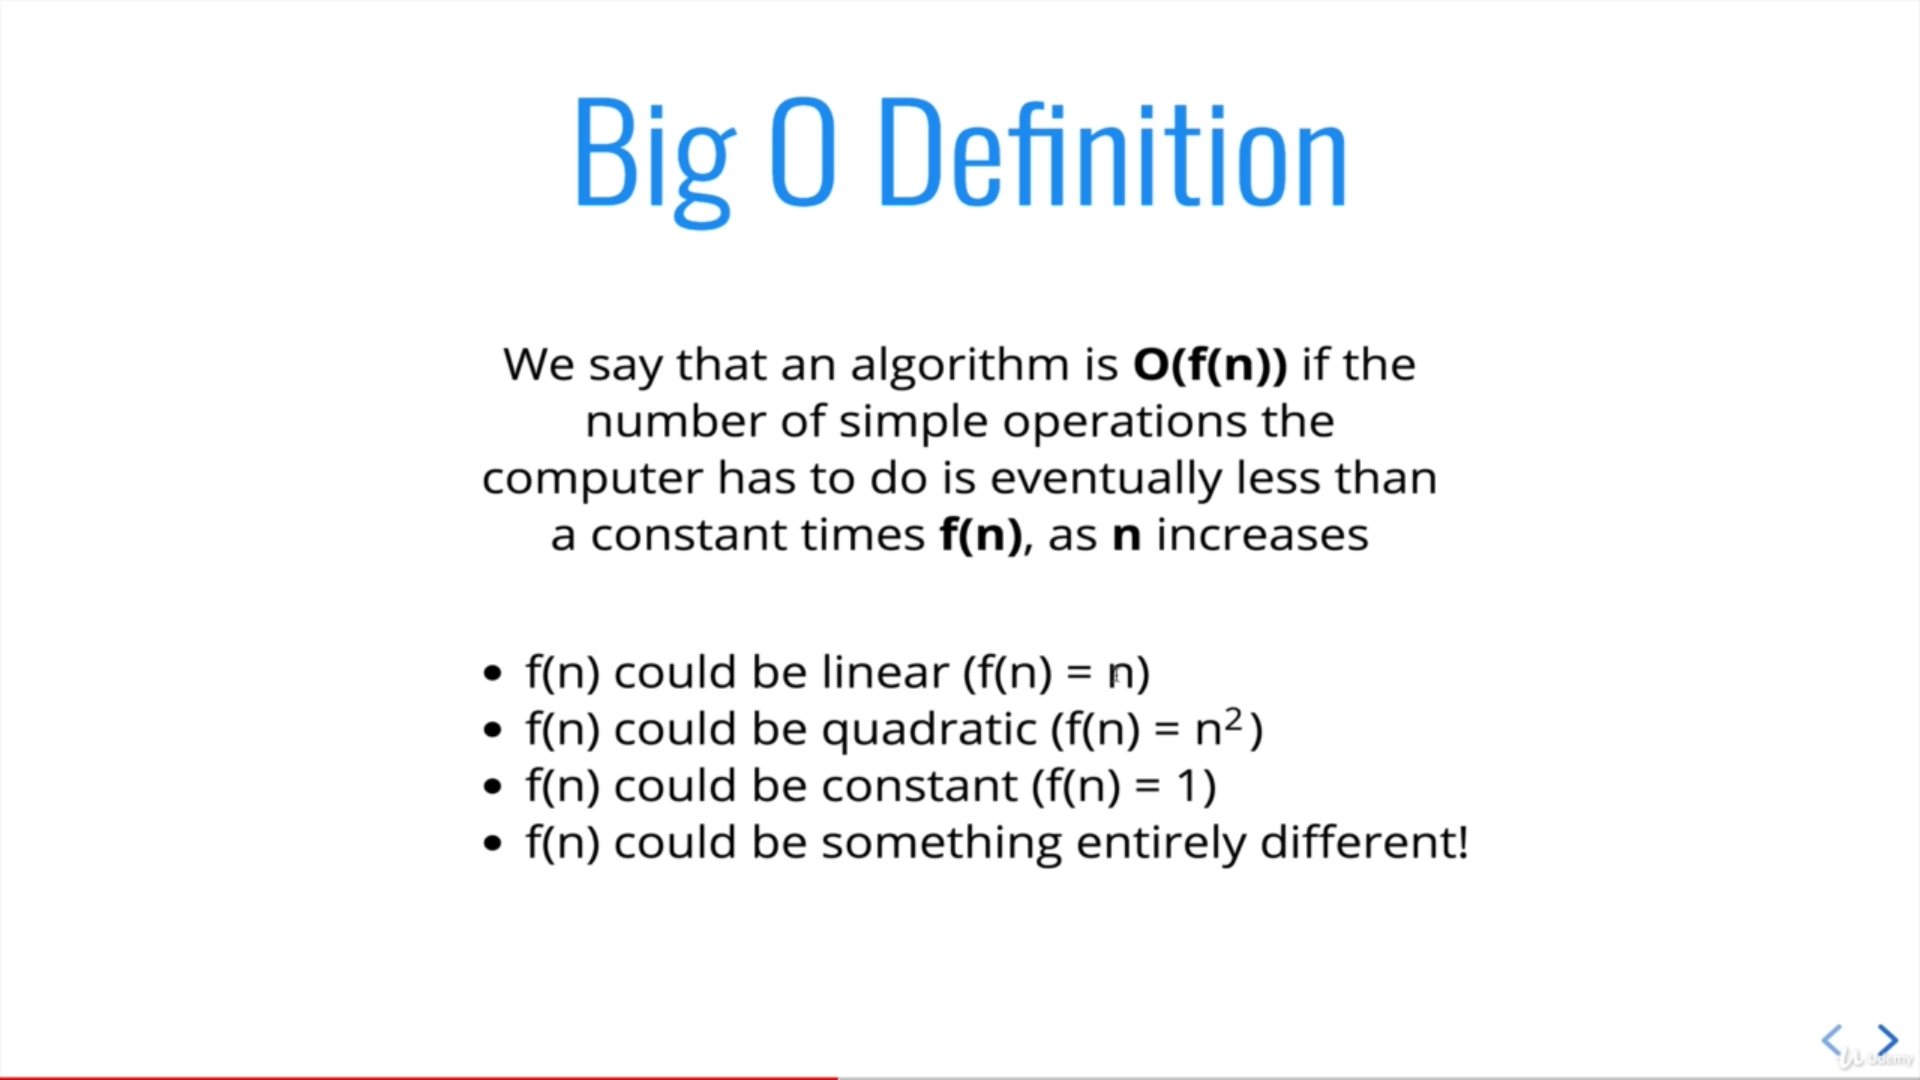 Big O Definition
We say that an algorithm is O(f(n)) if the
number of simple operations the
computer has to do is eventually less than
a constant times f(n), as n increases
• f(n) could be linear (f(n) = n)
• f(n) could be quadratic (f(n) = n²)
• f(n) could be constant (f(n) = 1)
• f(n) could be something entirely different!
Udemy